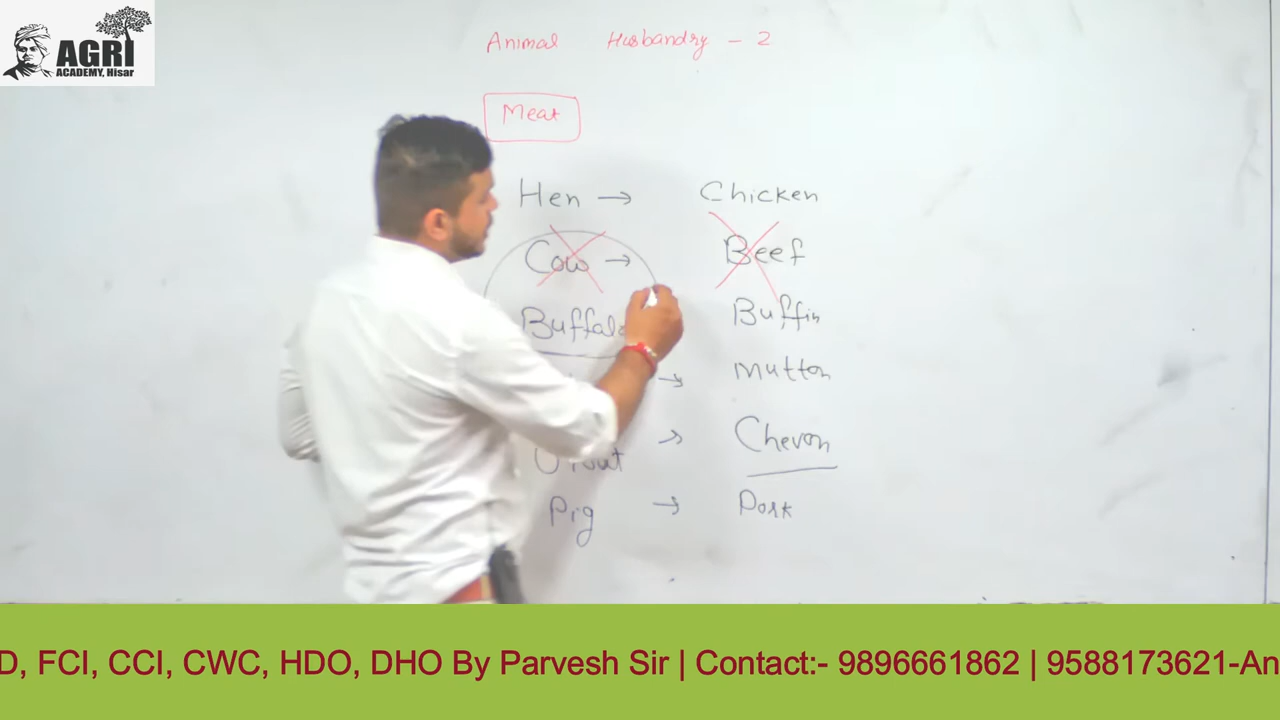 AGRI
ACADEMY, Hisar
Animal Husbandry - 2
Meat
Hen → Chicken
Cow → Beef
Buffalo Buffin
→ Mutton
→ Chevon
Pig → Pork
D, FCI, CCI, CWC, HDO, DHO By Parvesh Sir | Contact:- 9896661862 | 9588173621-An